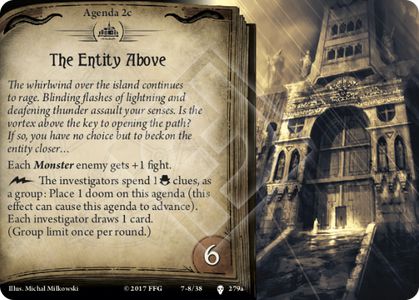 Agenda 2c
The Entity Above
The whirlwind over the island continues
to rage. Blinding flashes of lightning and
deafening thunder assault your senses. Is the
vortex above the key to opening the path?
If so, you have no choice but to beckon the
entity closer…
Each Monster enemy gets +1 fight.
The investigators spend 1 clues, as
a group: Place 1 doom on this agenda (this
effect can cause this agenda to advance).
Each investigator draws 1 card.
(Group limit once per round.)
6
Illus. Michał Miłkowski
© 2017 FFG
7-8/38
279a